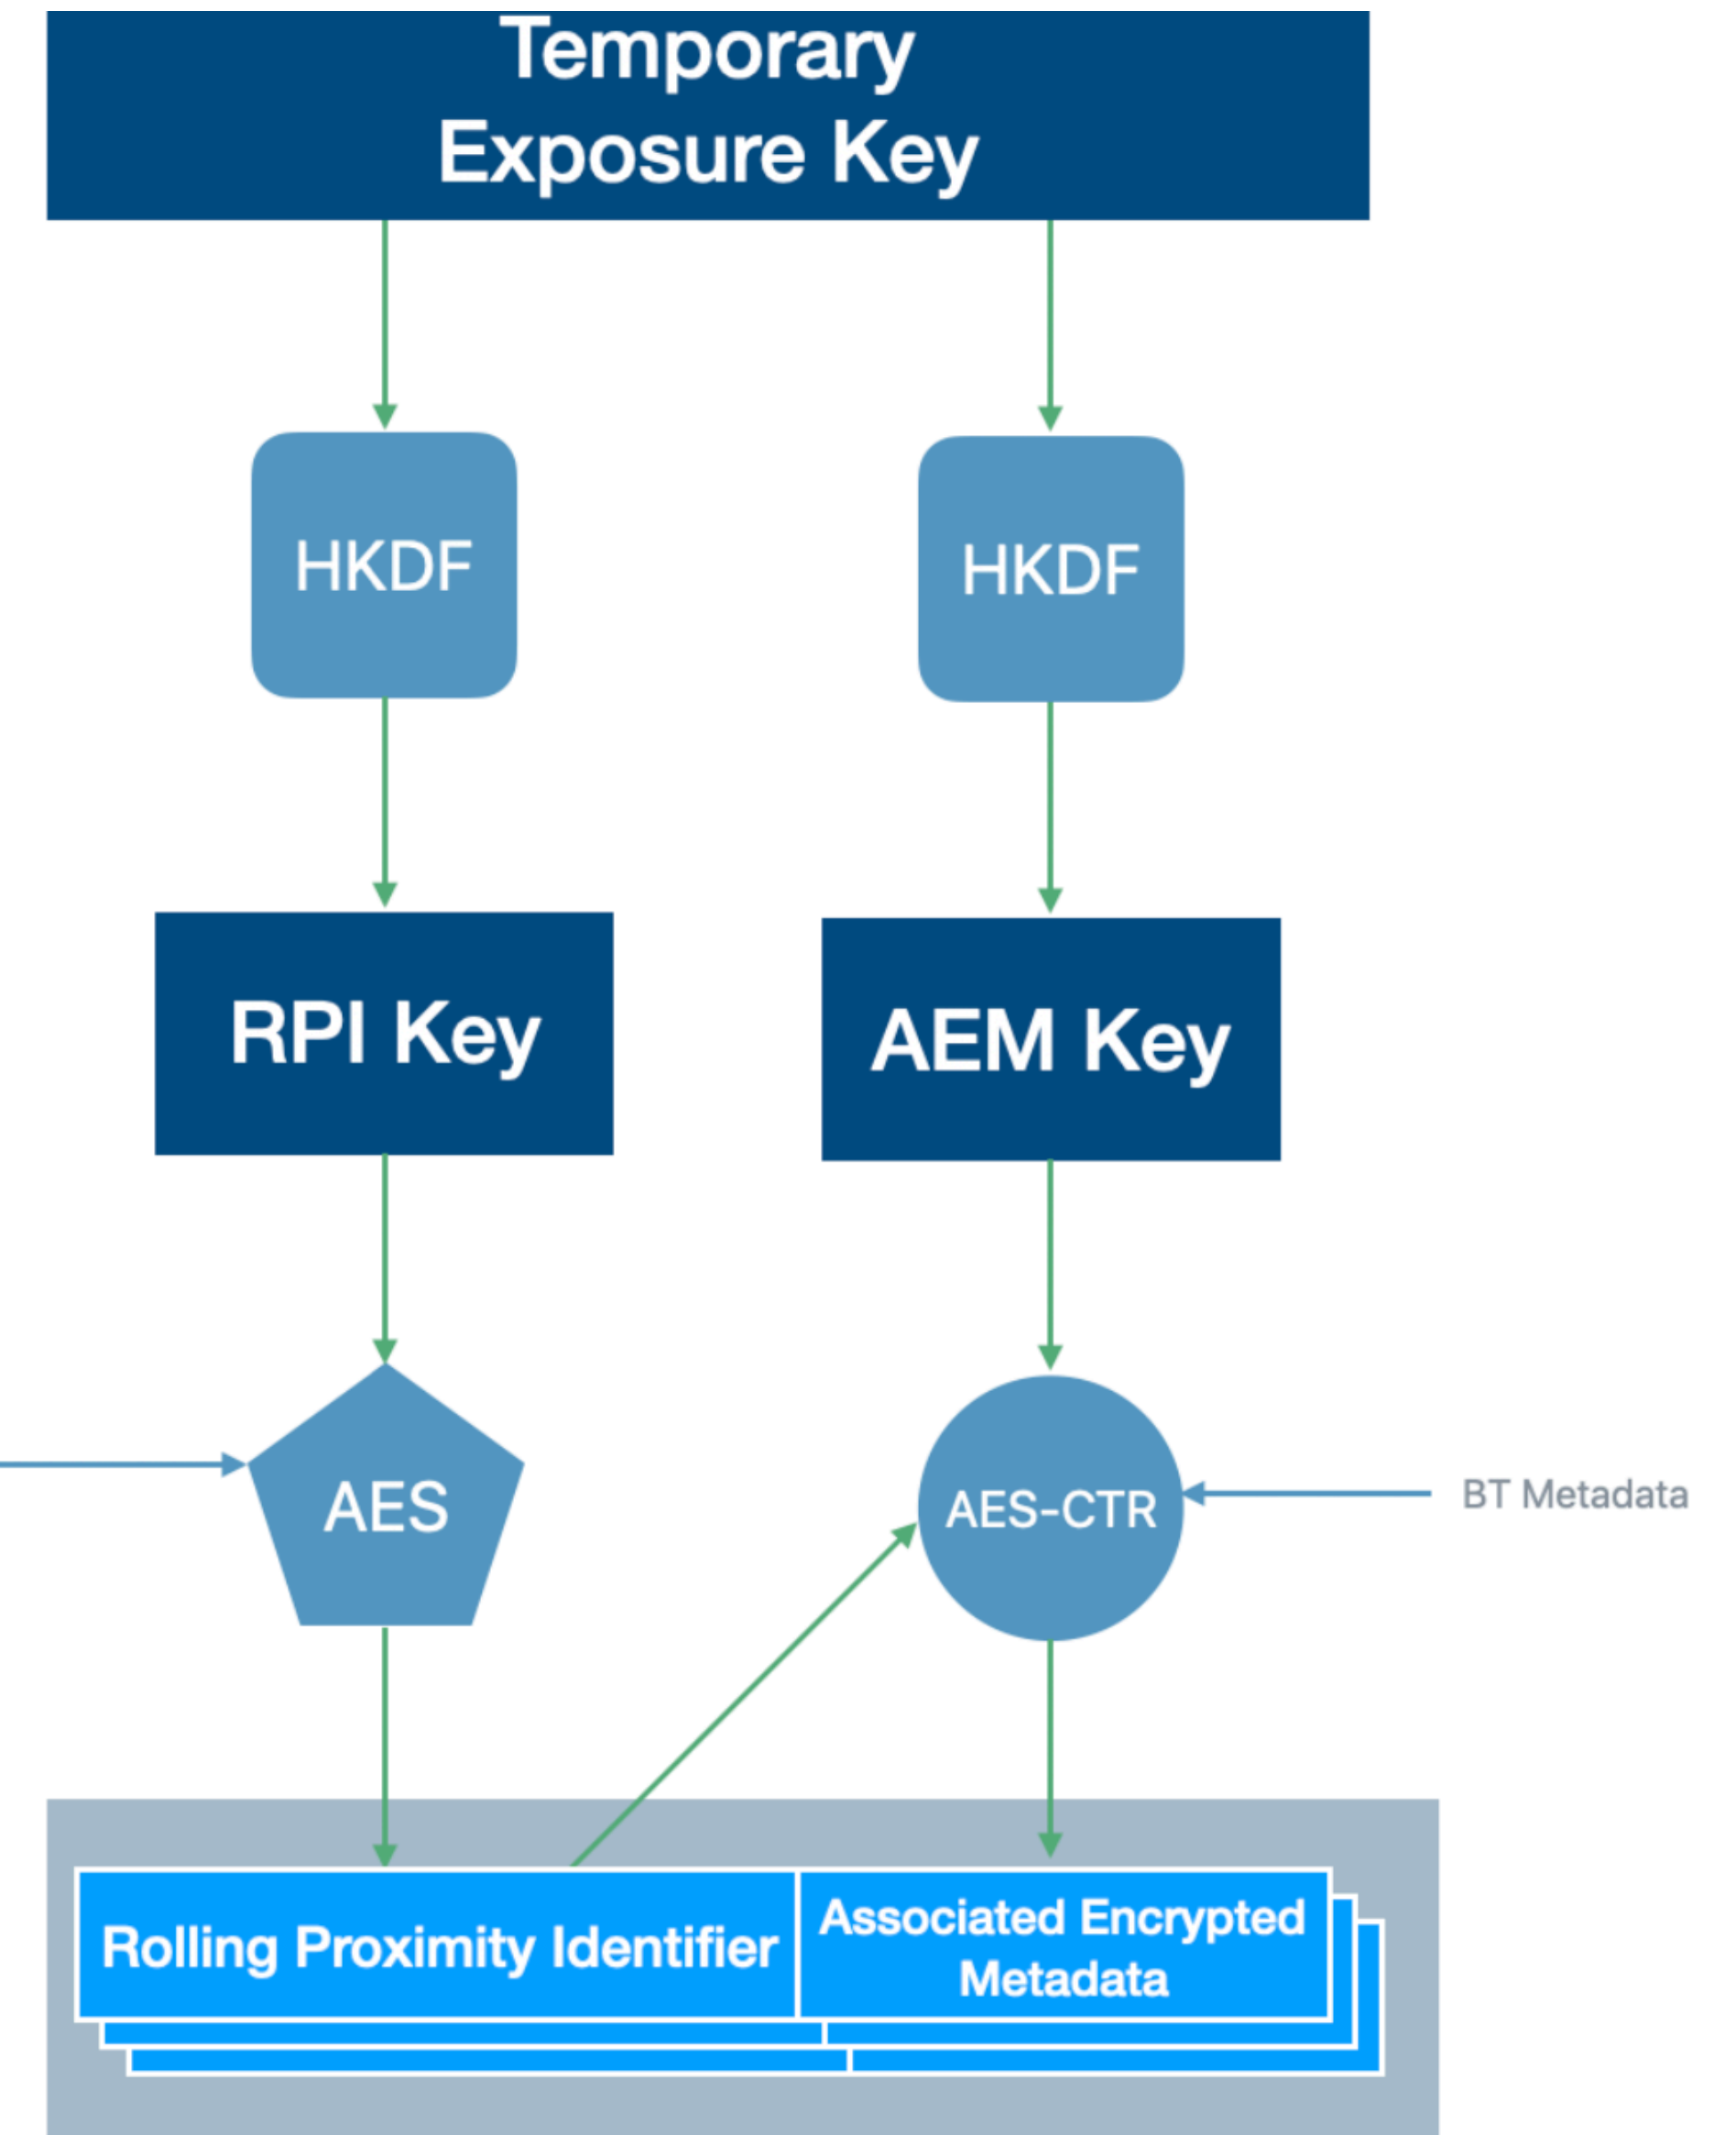 Temporary
Exposure Key
HKDF
HKDF
RPI Key
AEM Key
AES
AES-CTR
BT Metadata
Rolling Proximity Identifier
Associated Encrypted
Metadata